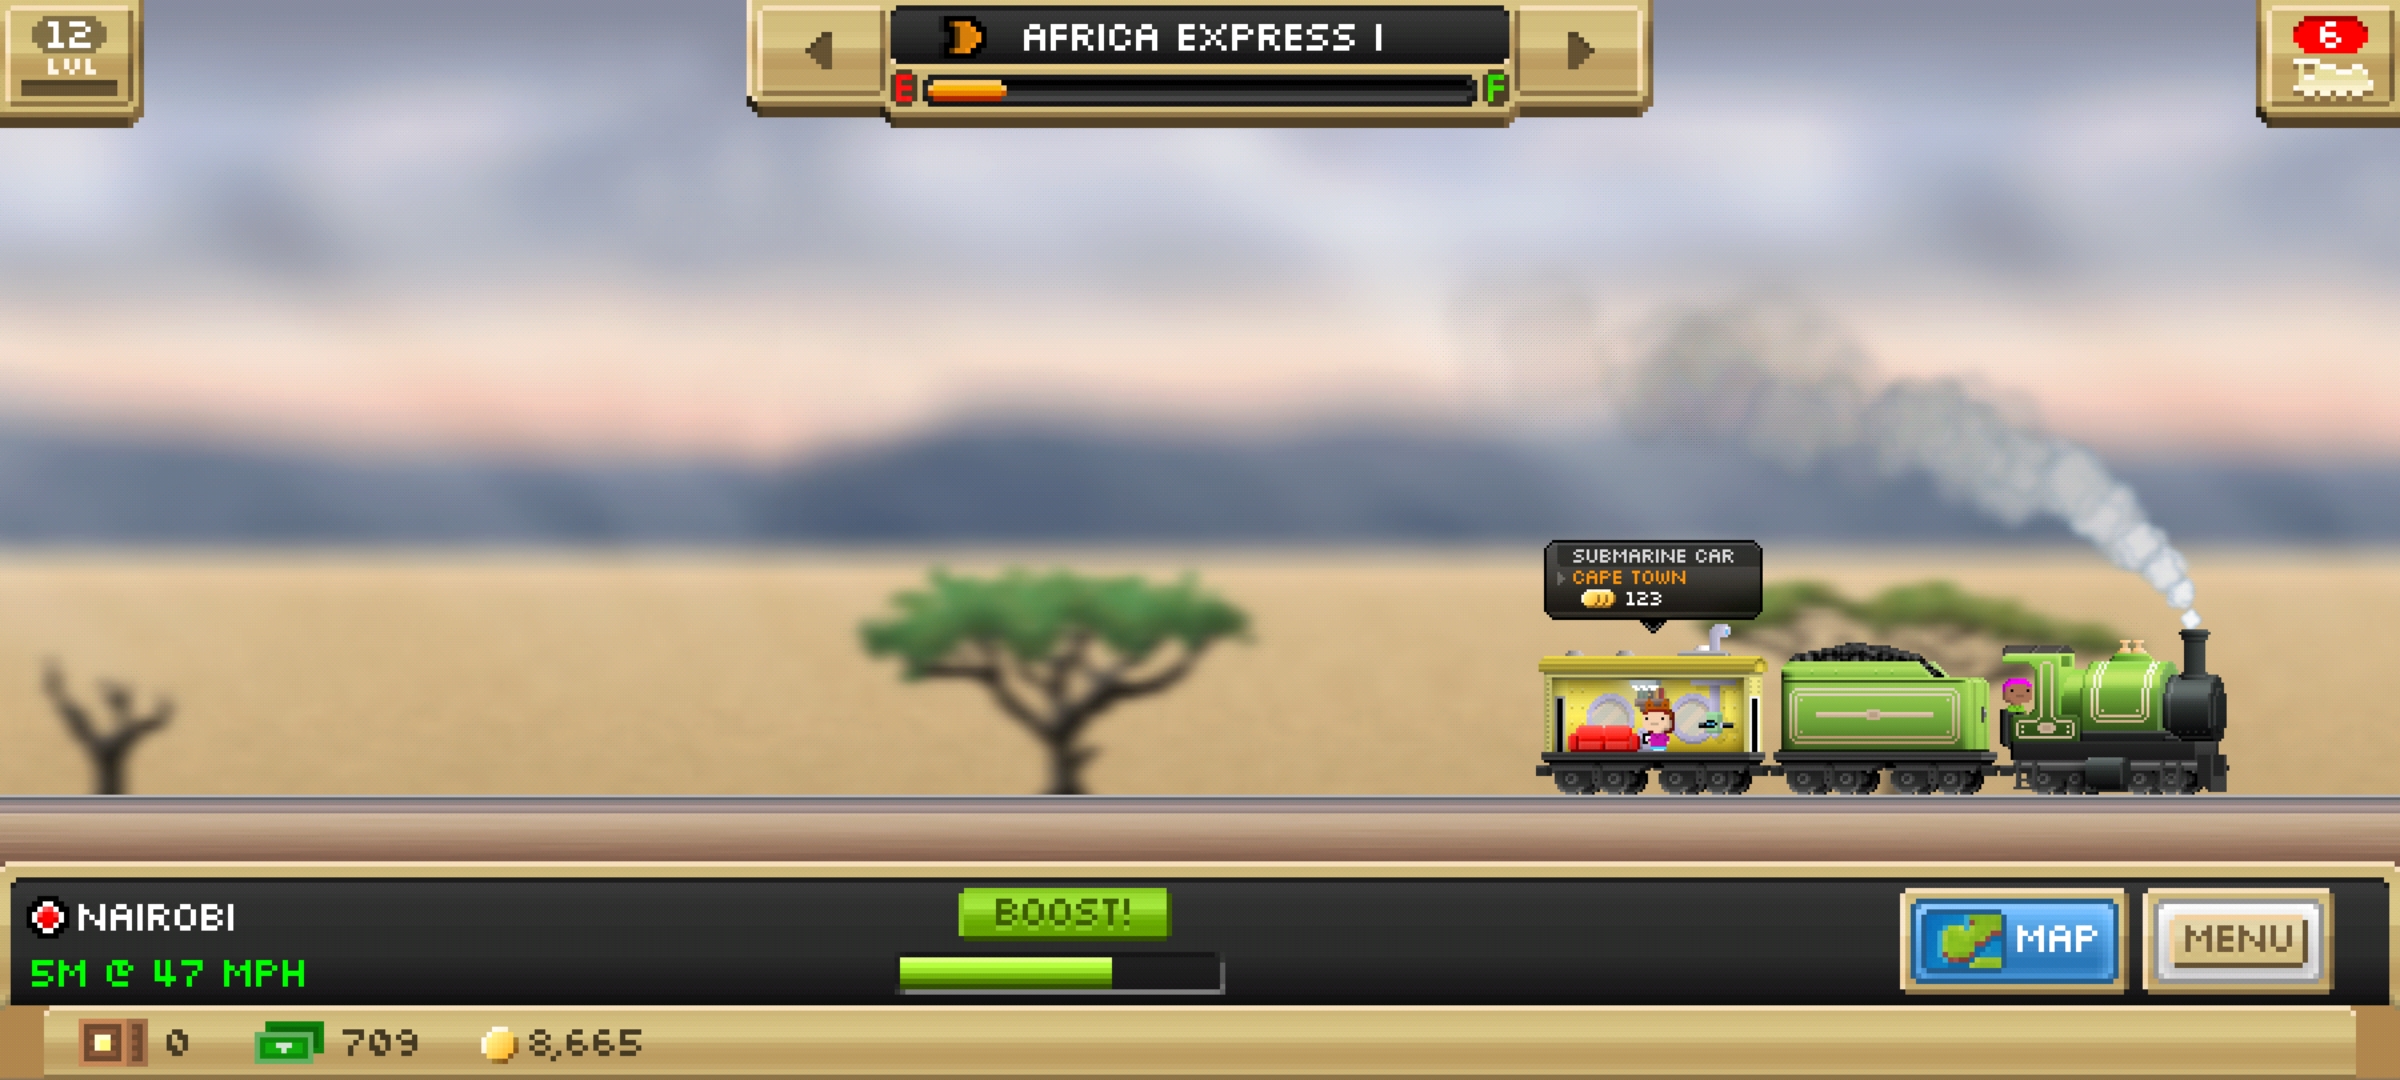 12
LVL
AFRICA EXPRESS I
E F
6
SUBMARINE CAR
CAPE TOWN
123
NAIROBI
5M @ 47 MPH
BOOST!
MAP
MENU
0
709
8,665